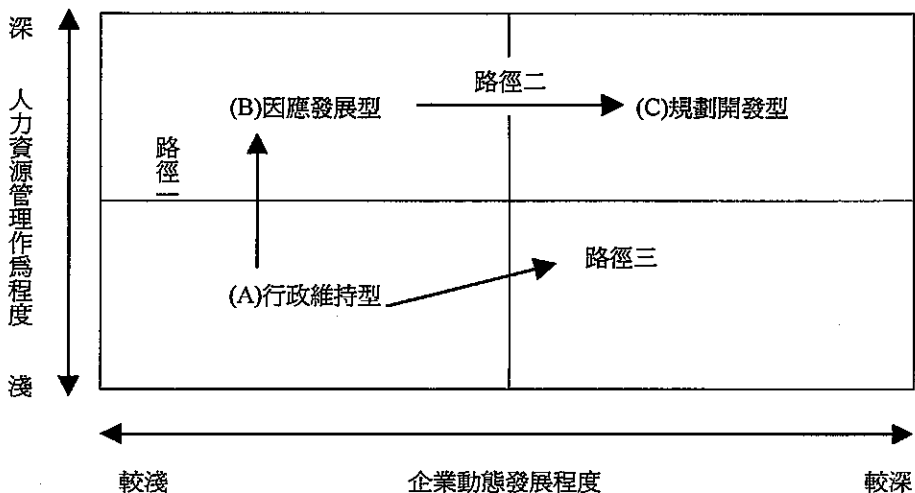 深
人力資源管理作為程度
淺
路徑二
(B)因應發展型
(C)規劃開發型
路徑一
路徑三
(A)行政維持型
較淺
企業動態發展程度
較深